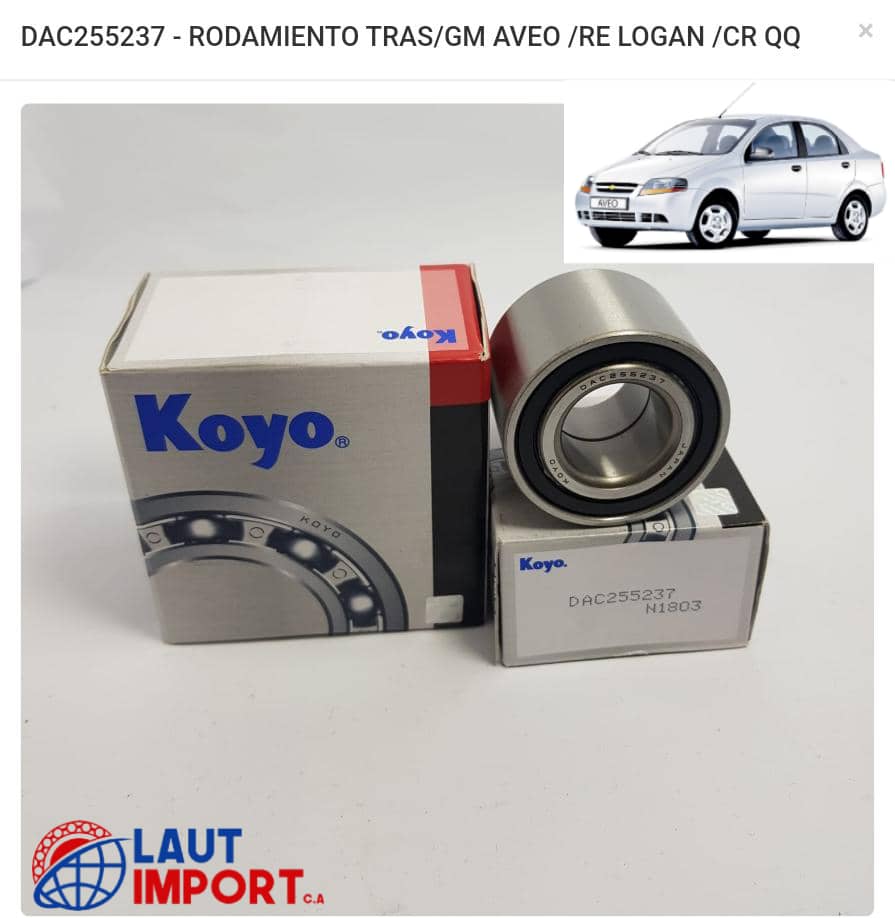 DAC255237 - RODAMIENTO TRAS/GM AVEO /RE LOGAN /CR QQ
×
AVEO
Koyo.
Koyo®
KOYO
DAC255237
KOYO
JAPAN
Koyo.
DAC255237
N1803
LAUT
IMPORT C.A